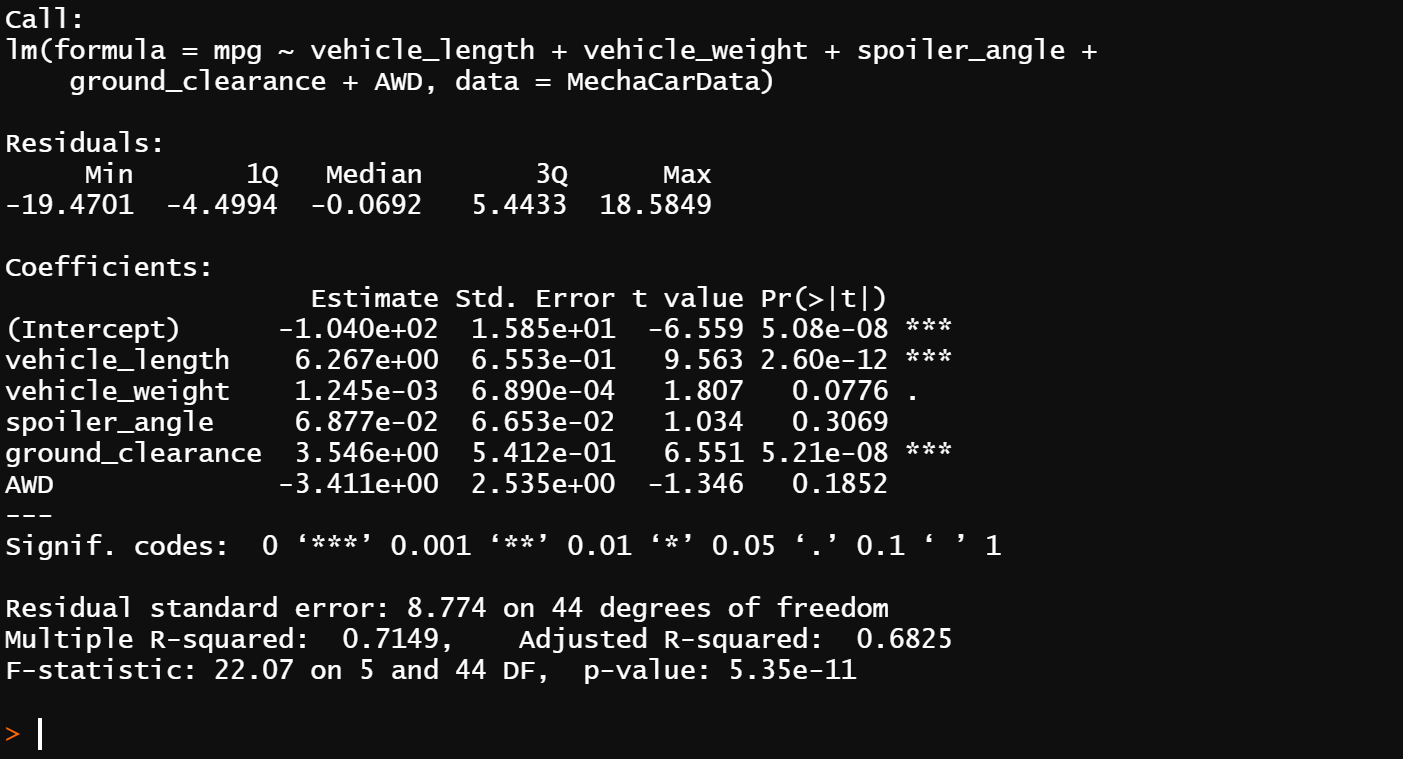 Call:
lm(formula = mpg ~ vehicle_length + vehicle_weight + spoiler_angle +
    ground_clearance + AWD, data = MechaCarData)

Residuals:
     Min       1Q   Median       3Q      Max
-19.4701  -4.4994  -0.0692   5.4433  18.5849

Coefficients:
                   Estimate Std. Error t value Pr(>|t|)
(Intercept)      -1.040e+02  1.585e+01  -6.559 5.08e-08 ***
vehicle_length    6.267e+00  6.553e-01   9.563 2.60e-12 ***
vehicle_weight    1.245e-03  6.890e-04   1.807   0.0776 .
spoiler_angle     6.877e-02  6.653e-02   1.034   0.3069
ground_clearance  3.546e+00  5.412e-01   6.551 5.21e-08 ***
AWD              -3.411e+00  2.535e+00  -1.346   0.1852
---
Signif. codes:  0 ‘***’ 0.001 ‘**’ 0.01 ‘*’ 0.05 ‘.’ 0.1 ‘ ’ 1

Residual standard error: 8.774 on 44 degrees of freedom
Multiple R-squared:  0.7149,    Adjusted R-squared:  0.6825
F-statistic: 22.07 on 5 and 44 DF,  p-value: 5.35e-11

>